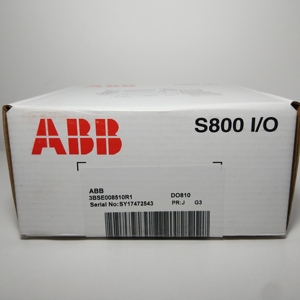 ABB
S800 I/O
ABB
3BSE008510R1 DO810
Serial No:SY17472543 PR:J G3